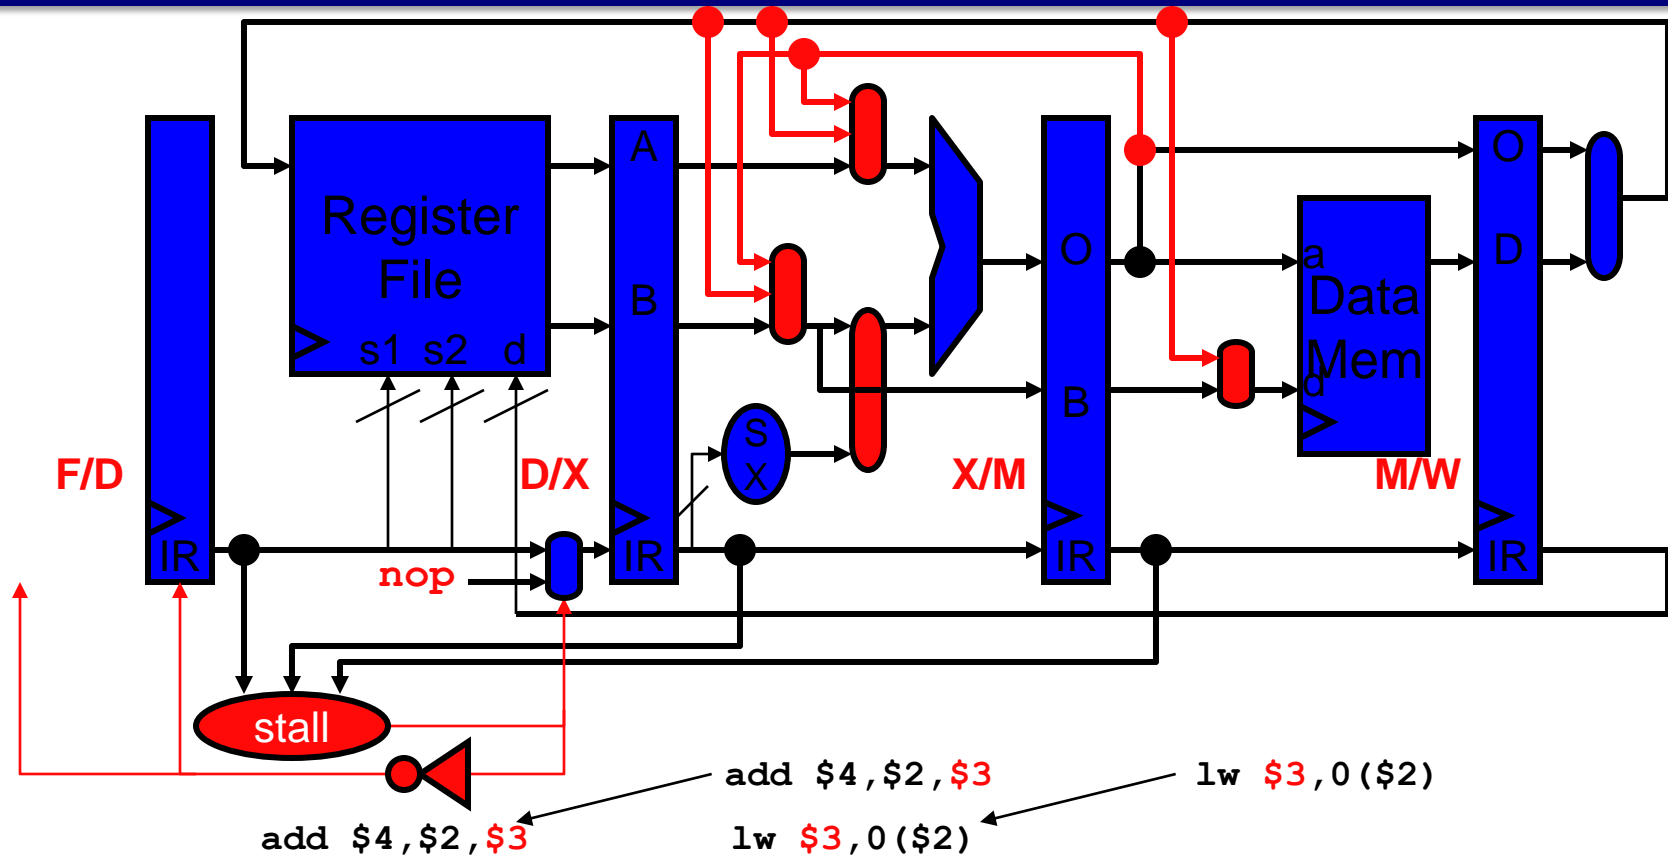 A
O
Register
File
a
O
D
Data
Mem
B
s1 s2 d
d
B
S
X
F/D
D/X
X/M
M/W
IR
nop
IR
IR
IR
stall
add $4,$2,$3
lw $3,0($2)
add $4,$2,$3
lw $3,0($2)